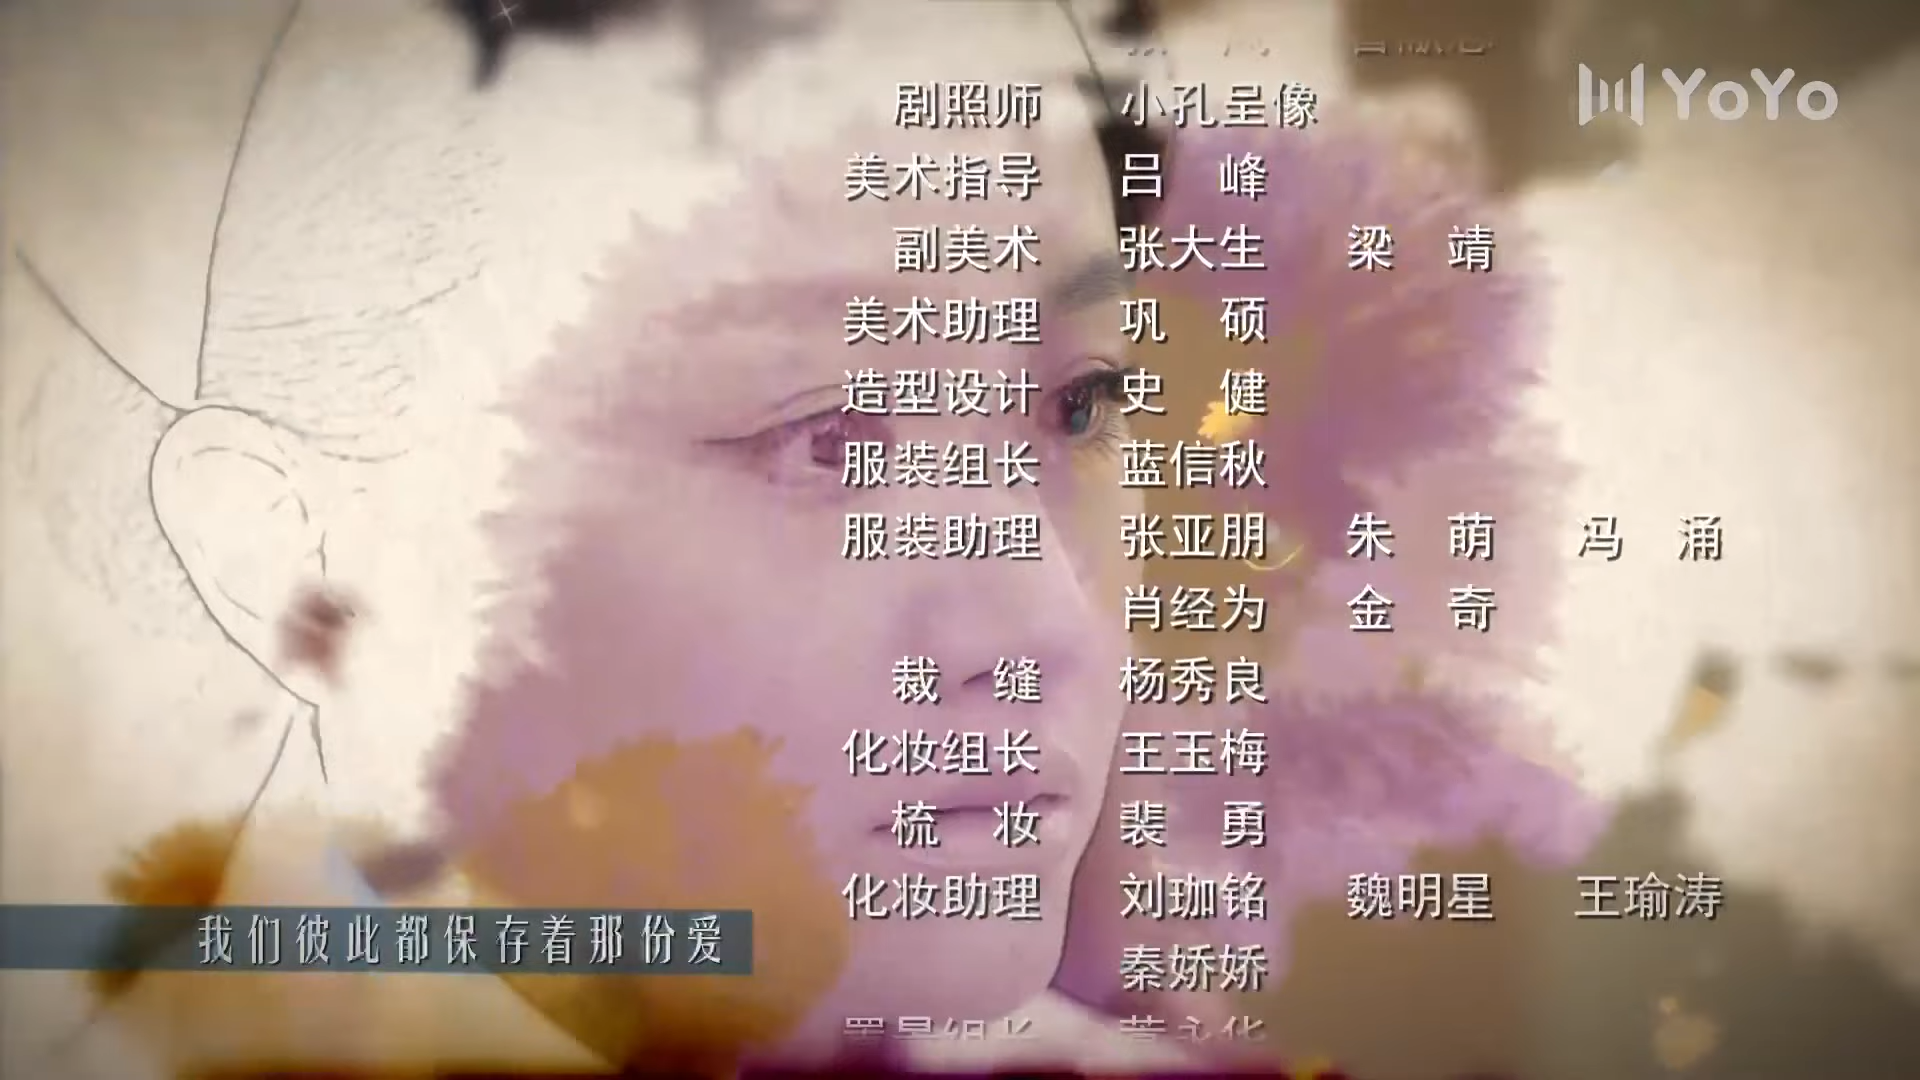 YoYo
剧照师 小孔呈像
美术指导 吕 峰
副美术 张大生 梁 靖
美术助理 巩 硕
造型设计 史 健
服装组长 蓝信秋
服装助理 张亚朋 朱 萌 冯 涌
肖经为 金 奇
裁 缝 杨秀良
化妆组长 王玉梅
梳 妆 裴 勇
化妆助理 刘珈铭 魏明星 王瑜涛
秦娇娇
我们彼此都保存着那份爱